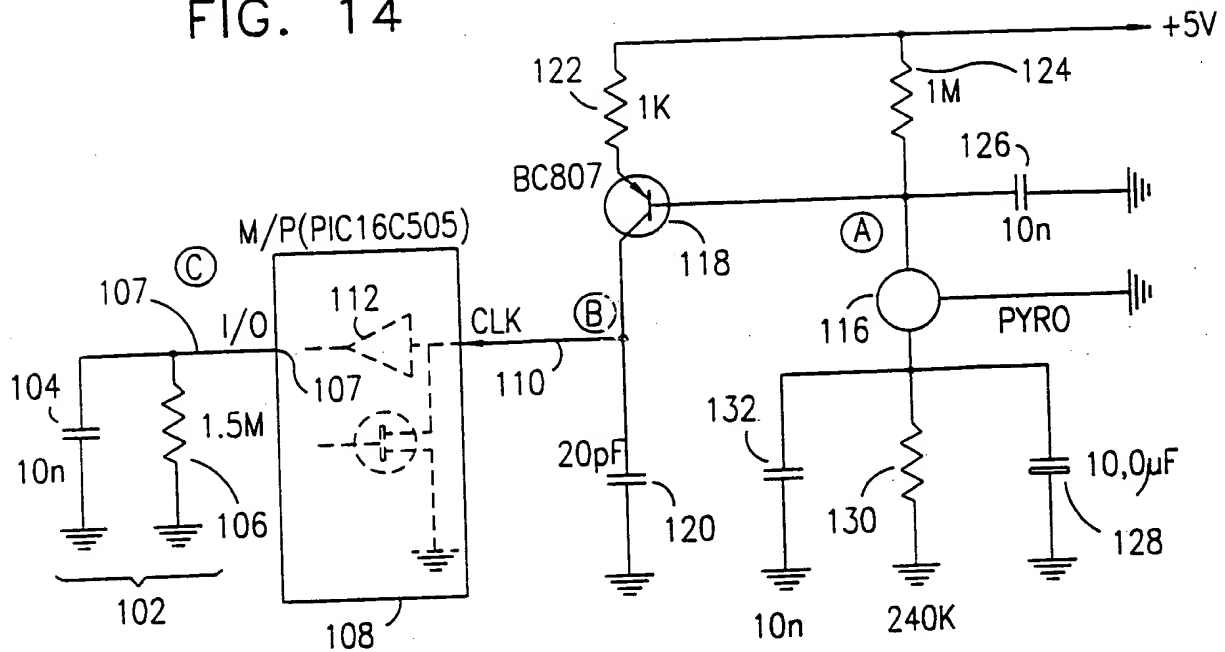 FIG. 14
+5V
122
1K
124
1M
126
10n
BC807
118
A
M/P(PIC16C505)
C
107
I/O
112
CLK
B
110
107
116
PYRO
104
10n
1.5M
106
102
108
20pF
120
132
10n
130
240K
10,0µF
128